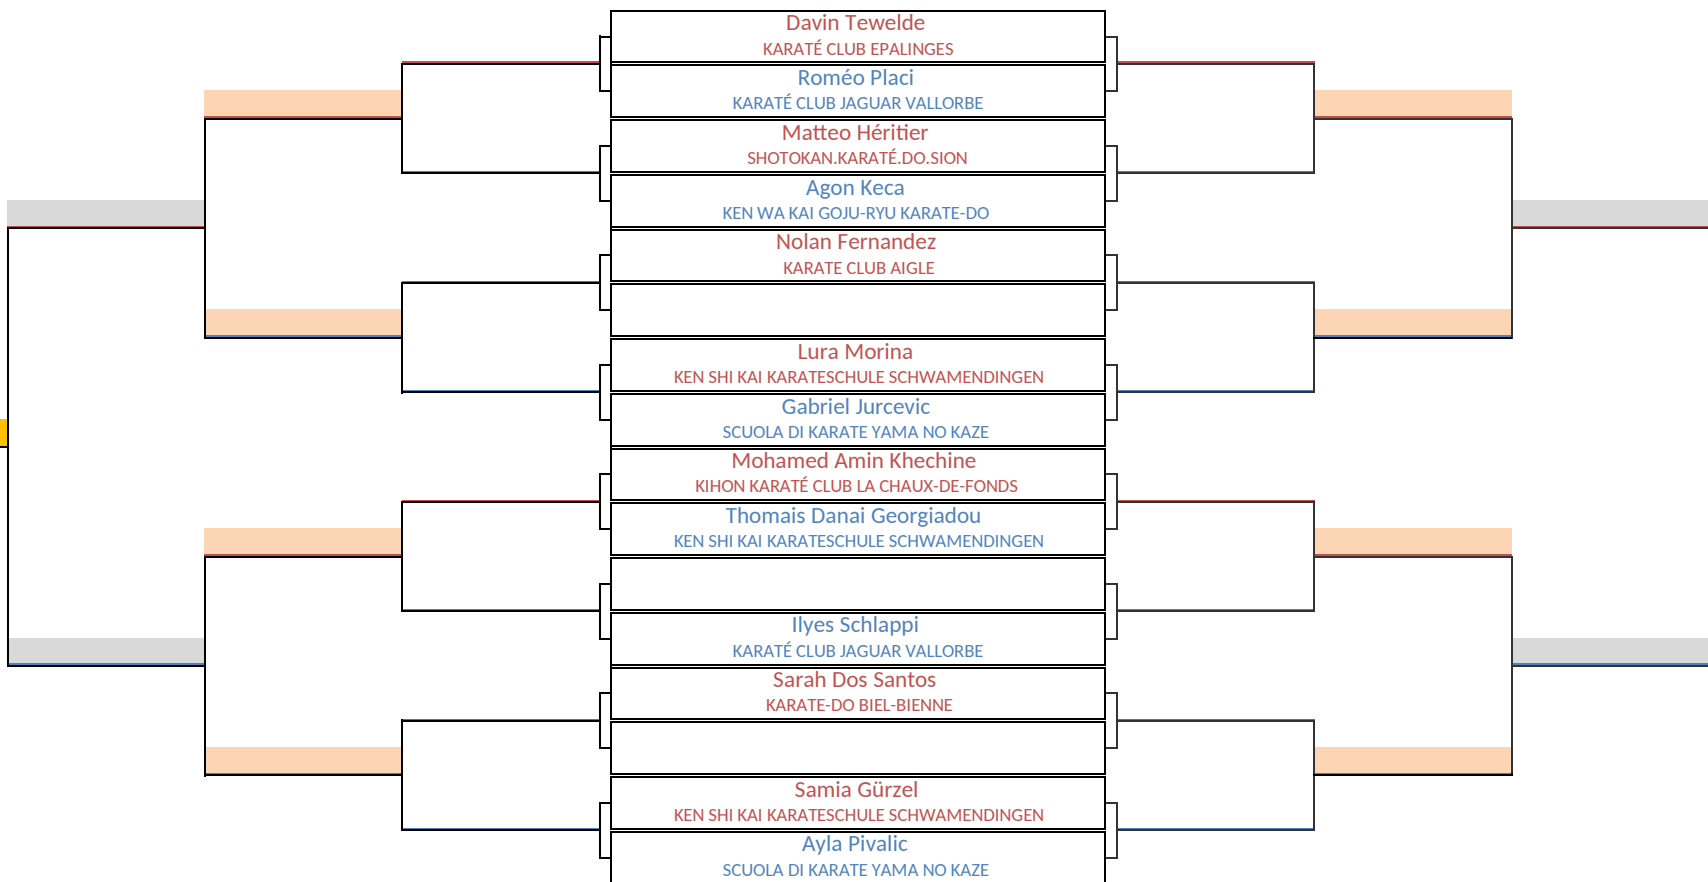 Davin Tewelde
KARATÉ CLUB EPALINGES
Roméo Placi
KARATÉ CLUB JAGUAR VALLORBE
Matteo Héritier
SHOTOKAN.KARATÉ.DO.SION
Agon Keca
KEN WA KAI GOJU-RYU KARATE-DO
Nolan Fernandez
KARATE CLUB AIGLE
Lura Morina
KEN SHI KAI KARATESCHULE SCHWAMENDINGEN
Gabriel Jurcevic
SCUOLA DI KARATE YAMA NO KAZE
Mohamed Amin Khechine
KIHON KARATÉ CLUB LA CHAUX-DE-FONDS
Thomais Danai Georgiadou
KEN SHI KAI KARATESCHULE SCHWAMENDINGEN
Ilyes Schlappi
KARATÉ CLUB JAGUAR VALLORBE
Sarah Dos Santos
KARATE-DO BIEL-BIENNE
Samia Gürzel
KEN SHI KAI KARATESCHULE SCHWAMENDINGEN
Ayla Pivalic
SCUOLA DI KARATE YAMA NO KAZE